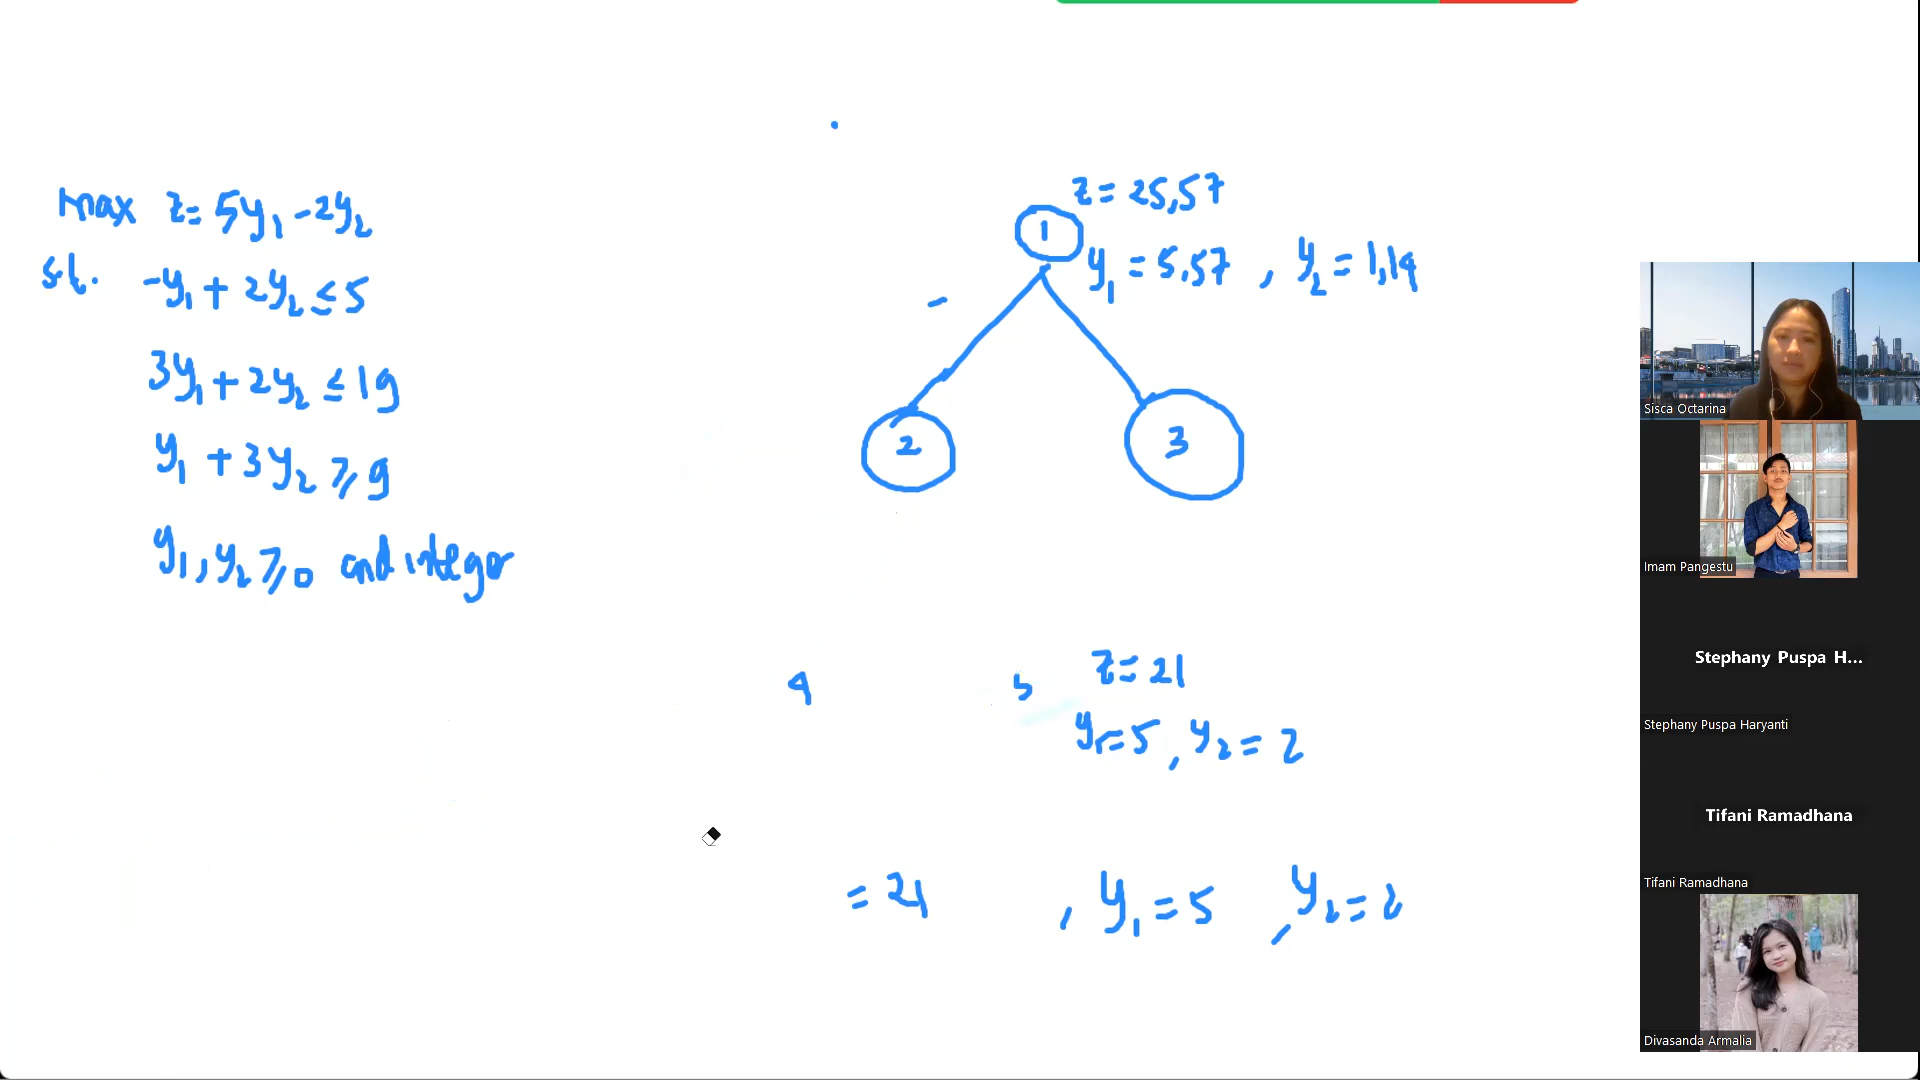 max z = 5y₁ - 2y₂
s.t. -y₁ + 2y₂ ≤ 5
3y₁ + 2y₂ ≤ 19
y₁ + 3y₂ ≥ 9
y₁, y₂ ≥ 0 and integer
z = 25,57
1
y₁ = 5,57 , y₂ = 1,14
-
2
3
4
5
z = 21
y₁ = 5 , y₂ = 2
= 21 , y₁ = 5 , y₂ = 2
Sisca Octarina
Imam Pangestu
Stephany Puspa H...
Stephany Puspa Haryanti
Tifani Ramadhana
Tifani Ramadhana
Divasanda Armalia